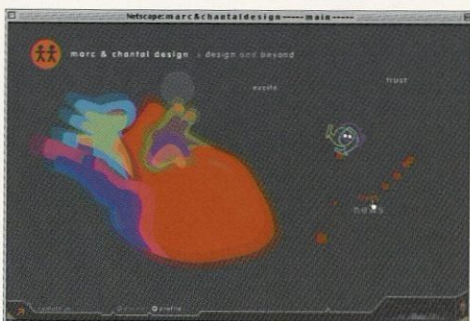 Netscape: marc&chantaldesign-----main-----
marc & chantal design : design and beyond
trust
excite
news
profile